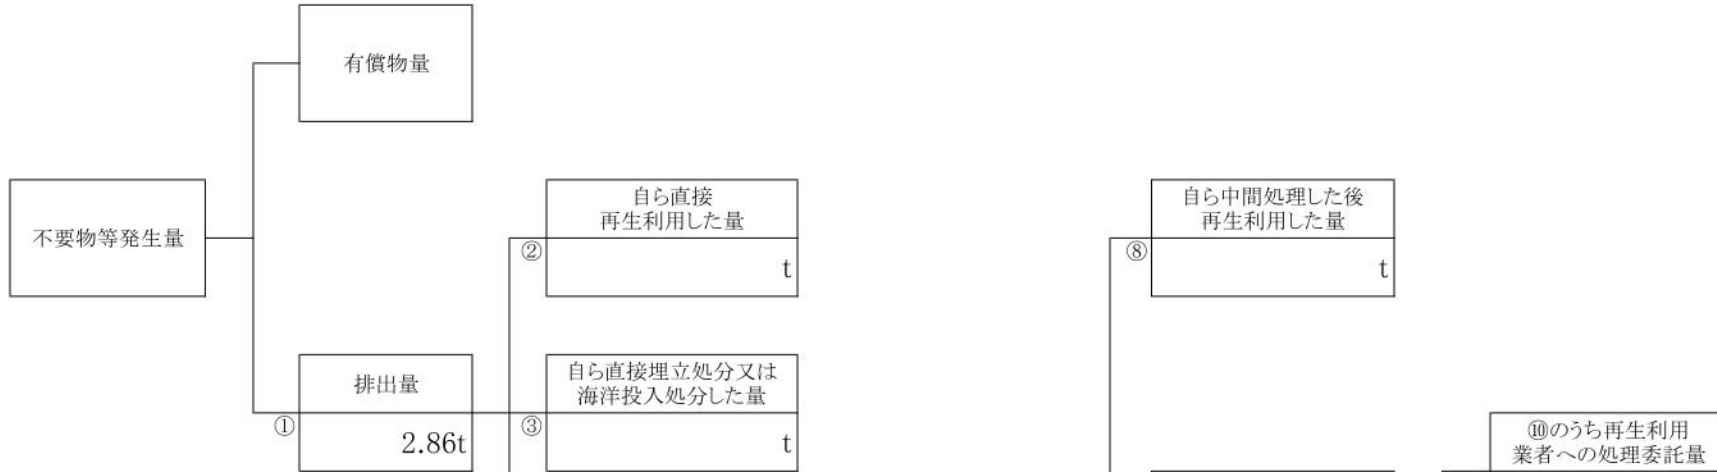 有償物量
不要物等発生量
自ら直接
再生利用した量
②
t
自ら中間処理した後
再生利用した量
⑧
t
排出量
①
2.86t
自ら直接埋立処分又は
海洋投入処分した量
③
t
⑩のうち再生利用
業者への処理委託量